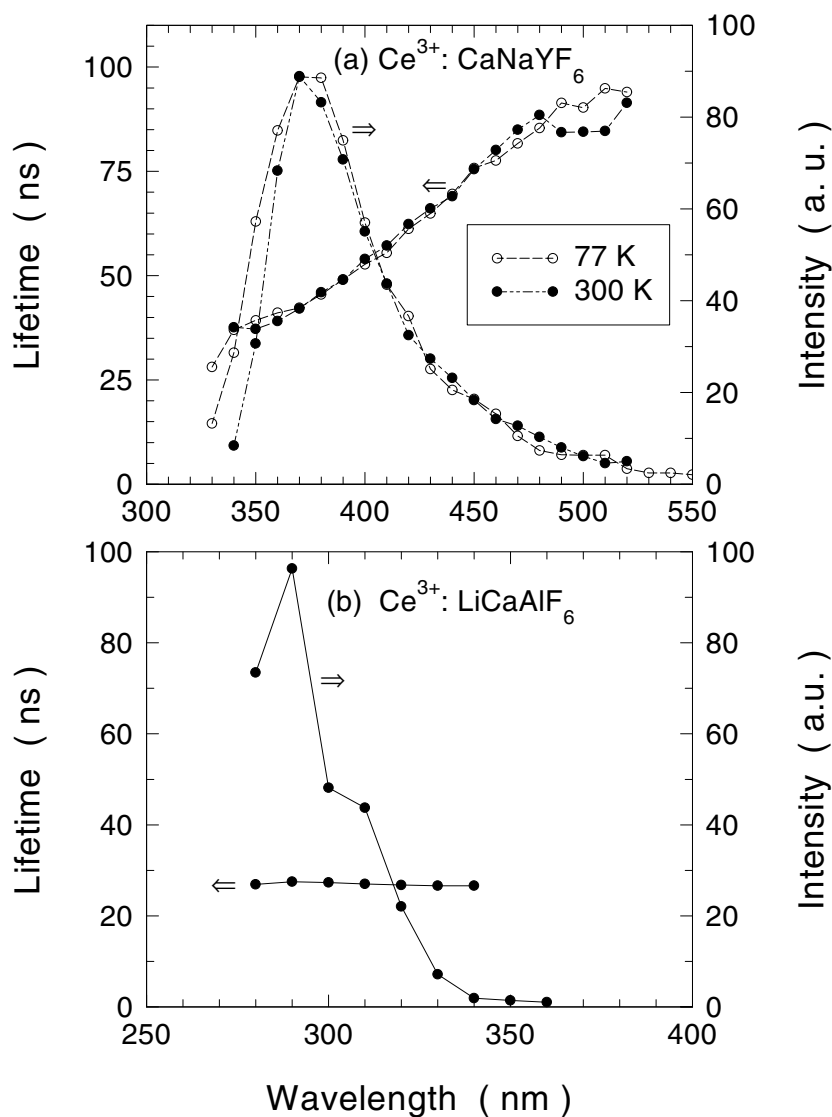 (a) Ce³⁺: CaNaYF₆
Lifetime ( ns )
100
75
50
25
0
Intensity ( a. u. )
100
80
60
40
20
0
⇒
⇐
77 K
300 K
300 350 400 450 500 550
(b) Ce³⁺: LiCaAlF₆
Lifetime ( ns )
100
80
60
40
20
0
Intensity ( a.u. )
100
80
60
40
20
0
⇒
⇐
250 300 350 400
Wavelength ( nm )